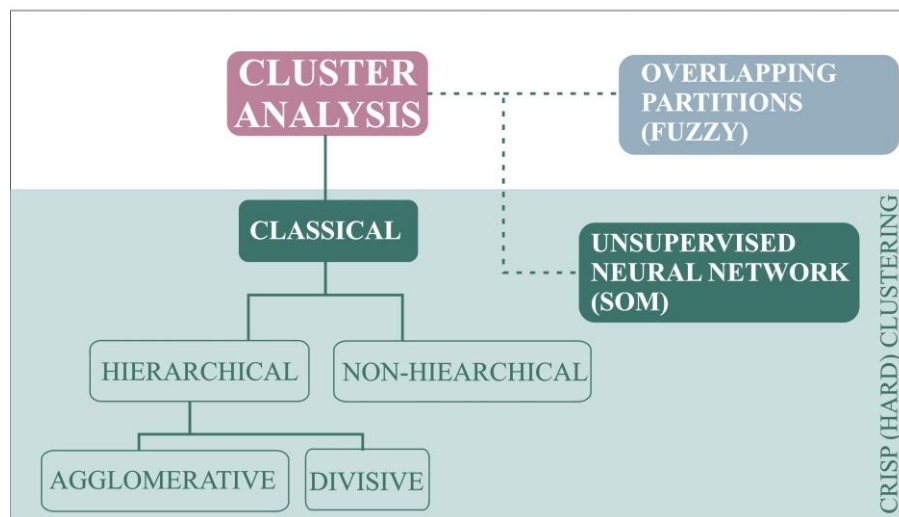 CLUSTER
ANALYSIS
OVERLAPPING
PARTITIONS
(FUZZY)
CLASSICAL
UNSUPERVISED
NEURAL NETWORK
(SOM)
HIERARCHICAL
NON-HIEARCHICAL
AGGLOMERATIVE
DIVISIVE
CRISP (HARD) CLUSTERING